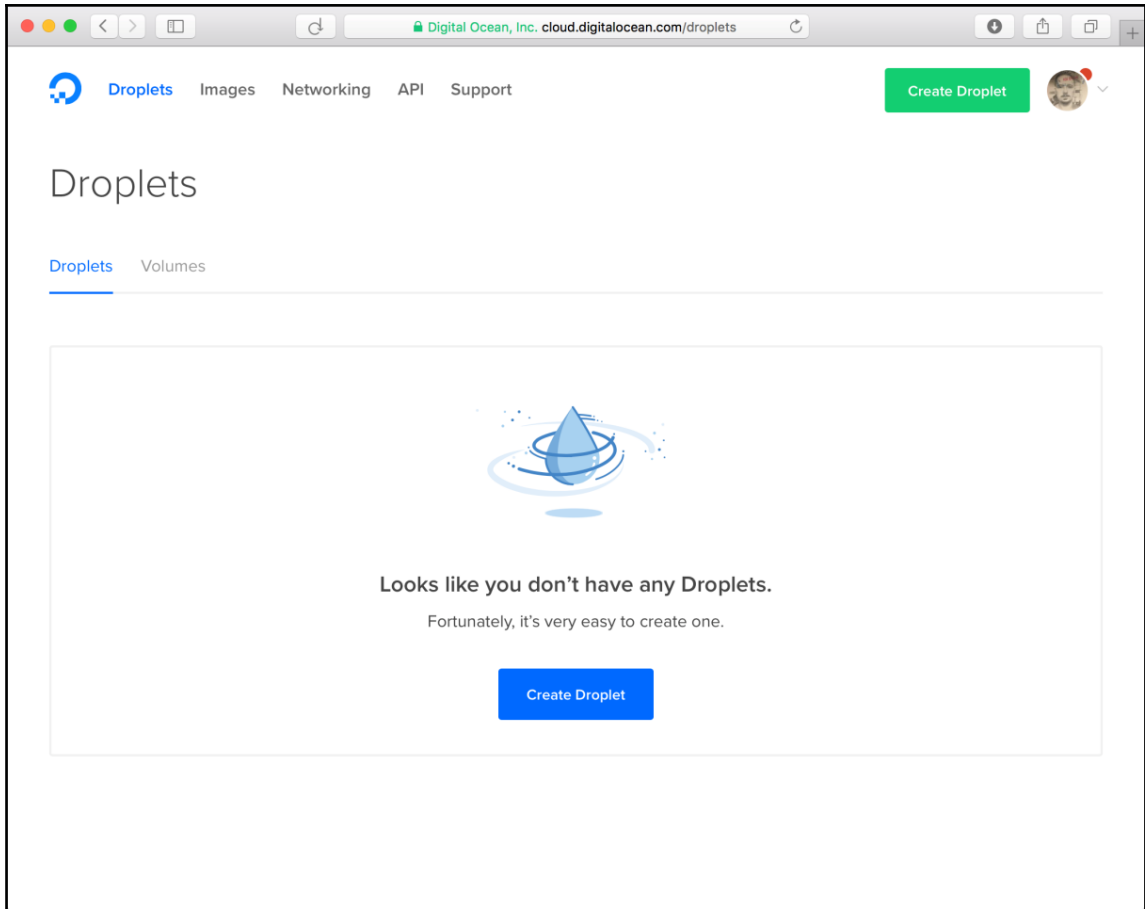 Digital Ocean, Inc. cloud.digitalocean.com/droplets
Droplets Images Networking API Support Create Droplet
Droplets
Droplets Volumes
Looks like you don’t have any Droplets.
Fortunately, it’s very easy to create one.
Create Droplet